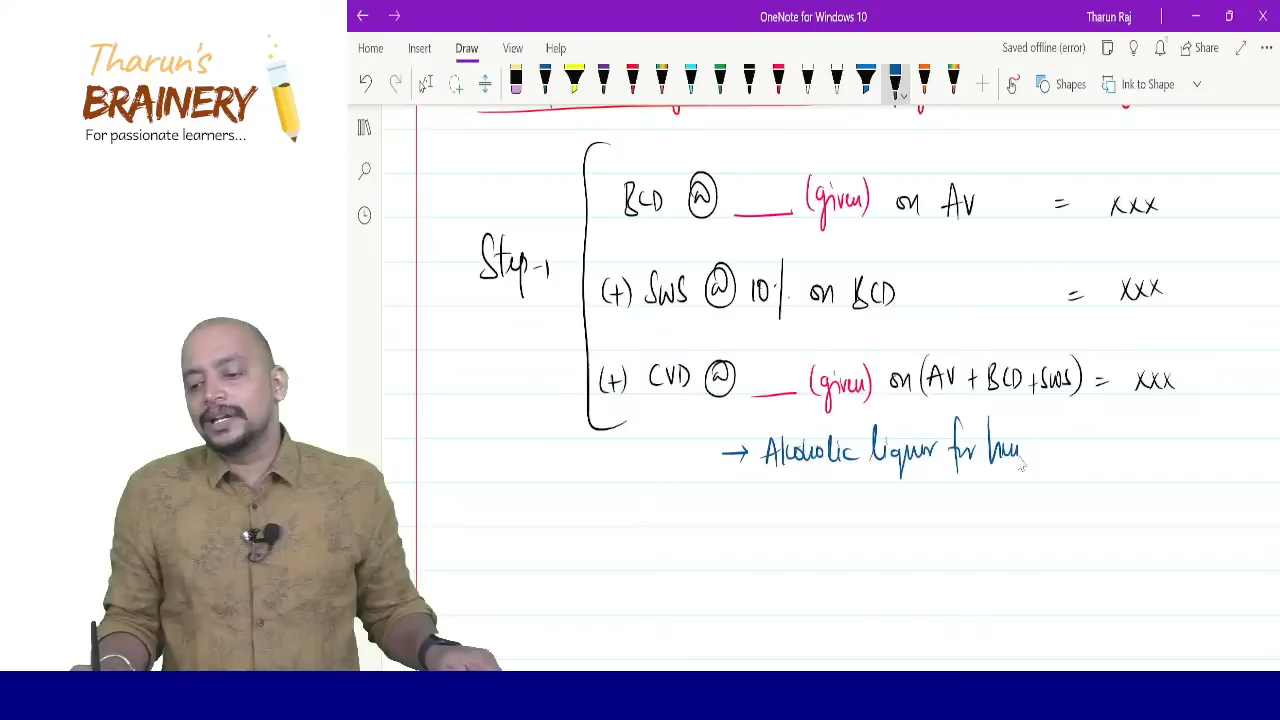 OneNote for Windows 10
Tharun Raj
Home Insert Draw View Help
Saved offline (error)
Share
Shapes
Ink to Shape
Tharun's
BRAINERY
For passionate learners...
BCD @ ___ (given) on AV = xxx
Step-1
(+) SWS @ 10% on BCD = xxx
(+) CVD @ ___ (given) on (AV + BCD + SWS) = xxx
→ Alcoholic liquor for hum